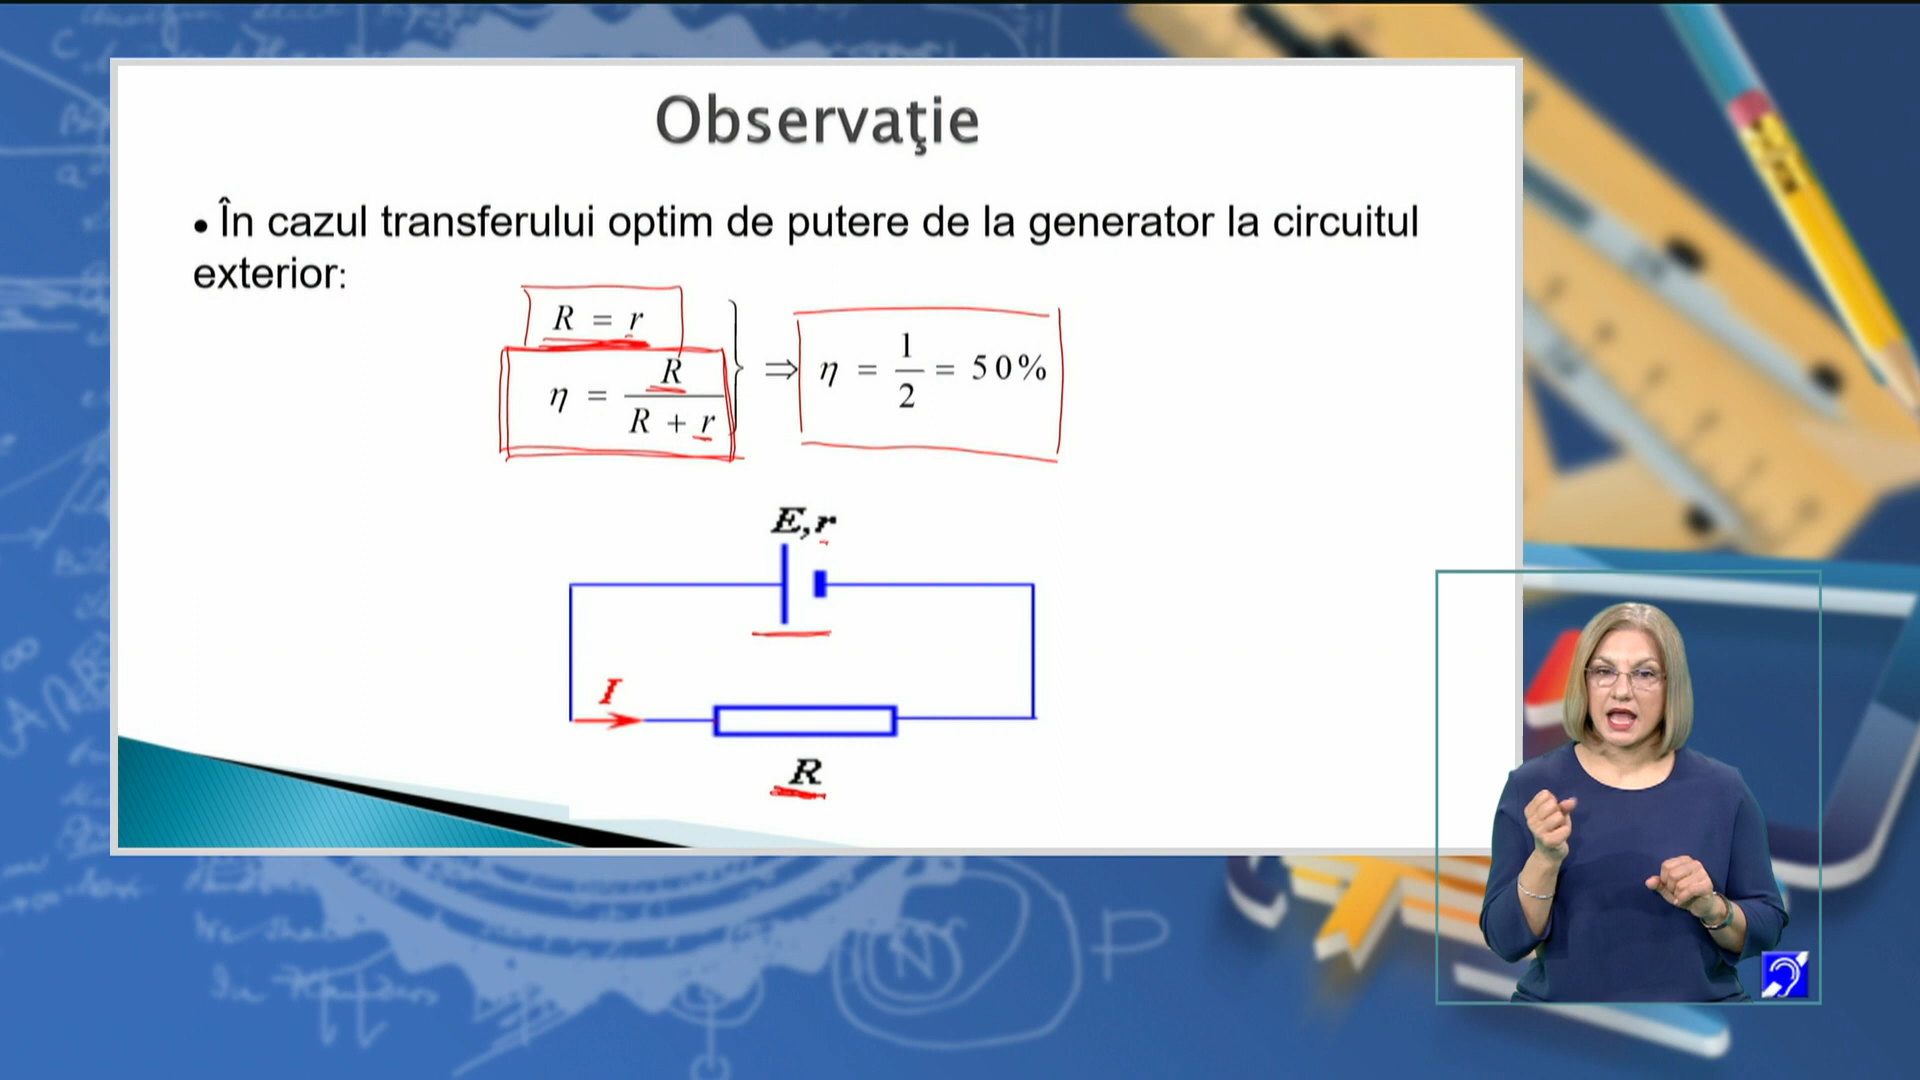 Observaţie
• În cazul transferului optim de putere de la generator la circuitul
exterior:
R = r
η = R / (R + r)
⇒ η = 1/2 = 50%
E,r
I
R
N
P